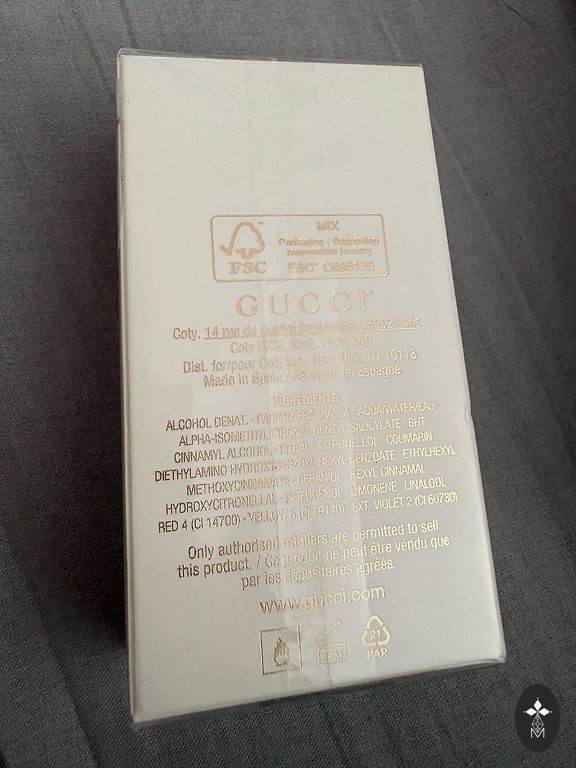 MIX
Packaging | Supporting
responsible forestry
FSC™
FSC
GUCCI®
Coty, 14 rue du Quatre Septembre, 75002 Paris
Coty UK, Kent,
Dist. for/pour Coty Inc., New York, NY 10118
Made in Spain / Fabriqué en Espagne
INGREDIENTS:
ALCOHOL DENAT. · PARFUM/FRAGRANCE · AQUA/WATER/EAU ·
ALPHA-ISOMETHYL IONONE · BENZYL SALICYLATE · BHT ·
CINNAMYL ALCOHOL · CITRAL · CITRONELLOL · COUMARIN ·
DIETHYLAMINO HYDROXYBENZOYL HEXYL BENZOATE · ETHYLHEXYL
METHOXYCINNAMATE · GERANIOL · HEXYL CINNAMAL ·
HYDROXYCITRONELLAL · ISOEUGENOL · LIMONENE · LINALOOL ·
RED 4 (CI 14700) · YELLOW 5 (CI 19140) · EXT. VIOLET 2 (CI 60730)
Only authorised retailers are permitted to sell
this product. / Ce produit ne peut être vendu que
par les dépositaires agréés.
www.gucci.com
21
PAP
M